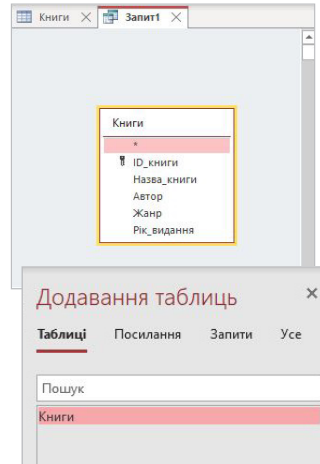 Книги
Запит1
Книги
*
ID_книги
Назва_книги
Автор
Жанр
Рік_видання
Додавання таблиць
Таблиці Посилання Запити Усе
Пошук
Книги